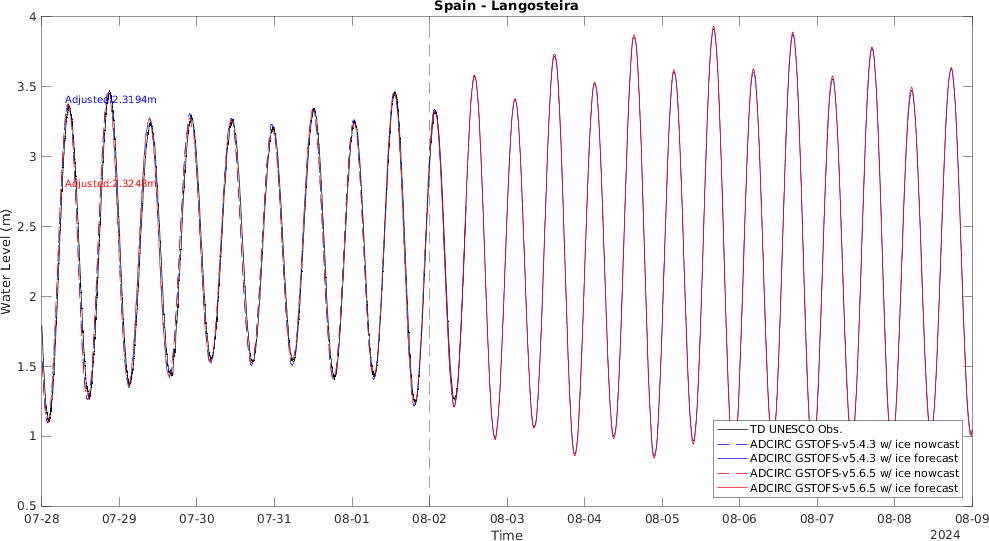 Spain - Langosteira
4
3.5
3
2.5
2
1.5
1
0.5
Water Level (m)
Adjusted:2.3194m
Adjusted:2.3248m
TD UNESCO Obs.
ADCIRC GSTOFS-v5.4.3 w/ ice nowcast
ADCIRC GSTOFS-v5.4.3 w/ ice forecast
ADCIRC GSTOFS-v5.6.5 w/ ice nowcast
ADCIRC GSTOFS-v5.6.5 w/ ice forecast
07-28 07-29 07-30 07-31 08-01 08-02 08-03 08-04 08-05 08-06 08-07 08-08 08-09
Time
2024